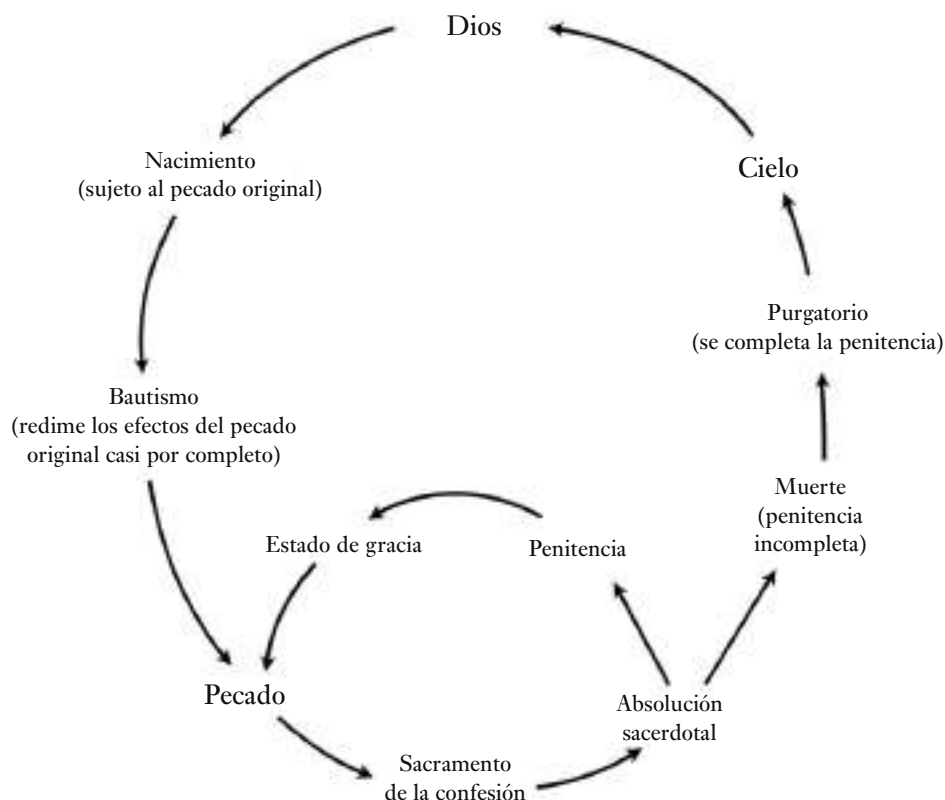 Dios
Nacimiento
(sujeto al pecado original)
Cielo
Purgatorio
(se completa la penitencia)
Bautismo
(redime los efectos del pecado
original casi por completo)
Muerte
(penitencia
incompleta)
Estado de gracia
Penitencia
Pecado
Absolución
sacerdotal
Sacramento
de la confesión